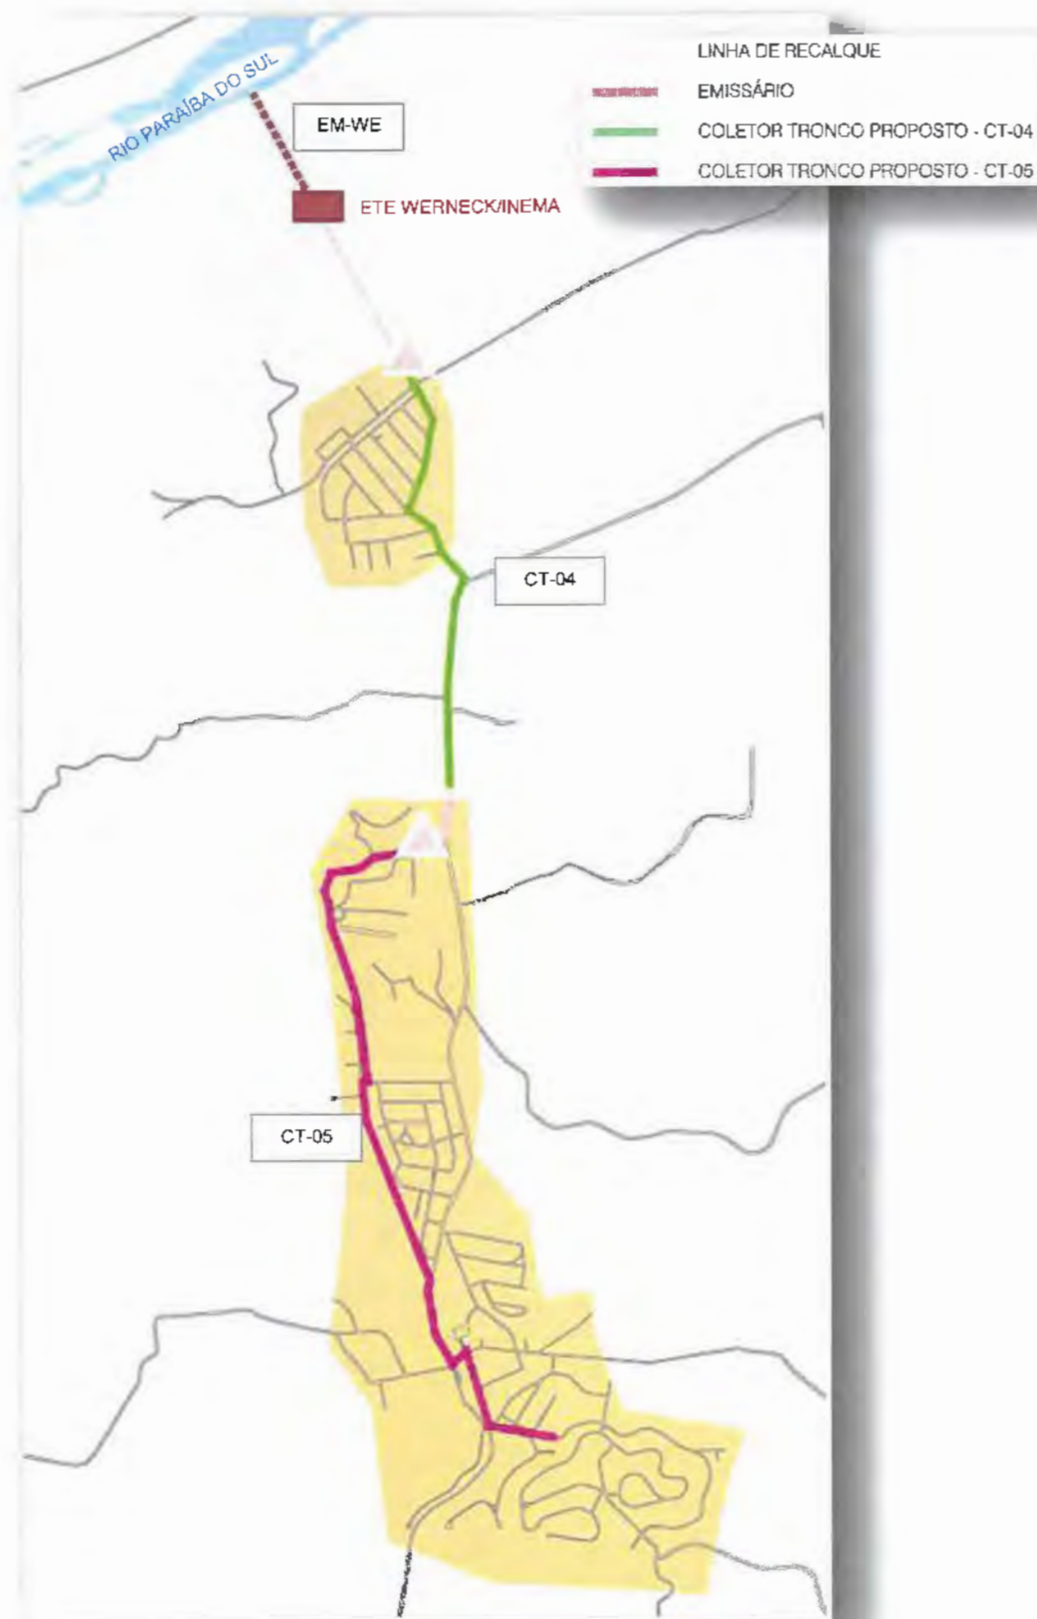 LINHA DE RECALQUE
EMISSÁRIO
COLETOR TRONCO PROPOSTO - CT-04
COLETOR TRONCO PROPOSTO - CT-05
RIO PARAÍBA DO SUL
EM-WE
ETE WERNECK/INEMA
CT-04
CT-05